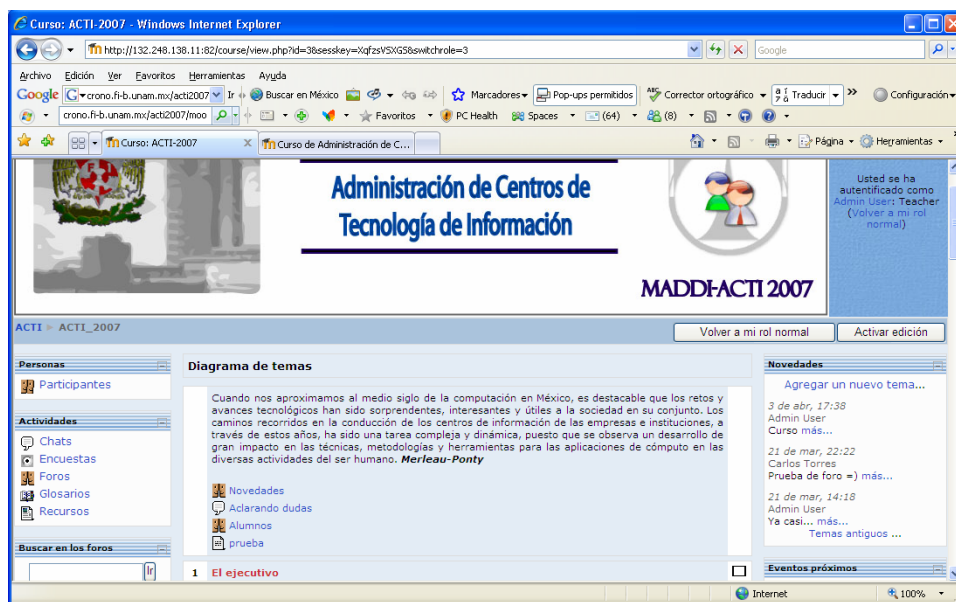 Curso: ACTI-2007 - Windows Internet Explorer
http://132.248.138.11:82/course/view.php?id=3&sesskey=XqfzsVSXG5&switchrole=3
Google
Archivo Edición Ver Favoritos Herramientas Ayuda
Google crono.fi-b.unam.mx/acti2007 Ir Buscar en México Marcadores Pop-ups permitidos Corrector ortográfico Traducir » Configuración
crono.fi-b.unam.mx/acti2007/moo Favoritos PC Health Spaces (64) (8)
Curso: ACTI-2007 X Curso de Administración de C... Página Herramientas
Administración de Centros de
Tecnología de Información
MADDI-ACTI 2007
Usted se ha
autentificado como
Admin User: Teacher
(Volver a mi rol
normal)
ACTI ► ACTI_2007 Volver a mi rol normal Activar edición
Personas
Participantes
Actividades
Chats
Encuestas
Foros
Glosarios
Recursos
Buscar en los foros
Ir
Diagrama de temas
Cuando nos aproximamos al medio siglo de la computación en México, es destacable que los retos y
avances tecnológicos han sido sorprendentes, interesantes y útiles a la sociedad en su conjunto. Los
caminos recorridos en la conducción de los centros de información de las empresas e instituciones, a
través de estos años, ha sido una tarea compleja y dinámica, puesto que se observa un desarrollo de
gran impacto en las técnicas, metodologías y herramientas para las aplicaciones de cómputo en las
diversas actividades del ser humano. Merleau-Ponty
Novedades
Aclarando dudas
Alumnos
prueba
1 El ejecutivo
Novedades
Agregar un nuevo tema...
3 de abr, 17:38
Admin User
Curso más...
21 de mar, 22:22
Carlos Torres
Prueba de foro =) más...
21 de mar, 14:18
Admin User
Ya casi... más...
Temas antiguos ...
Eventos próximos
Internet 100%